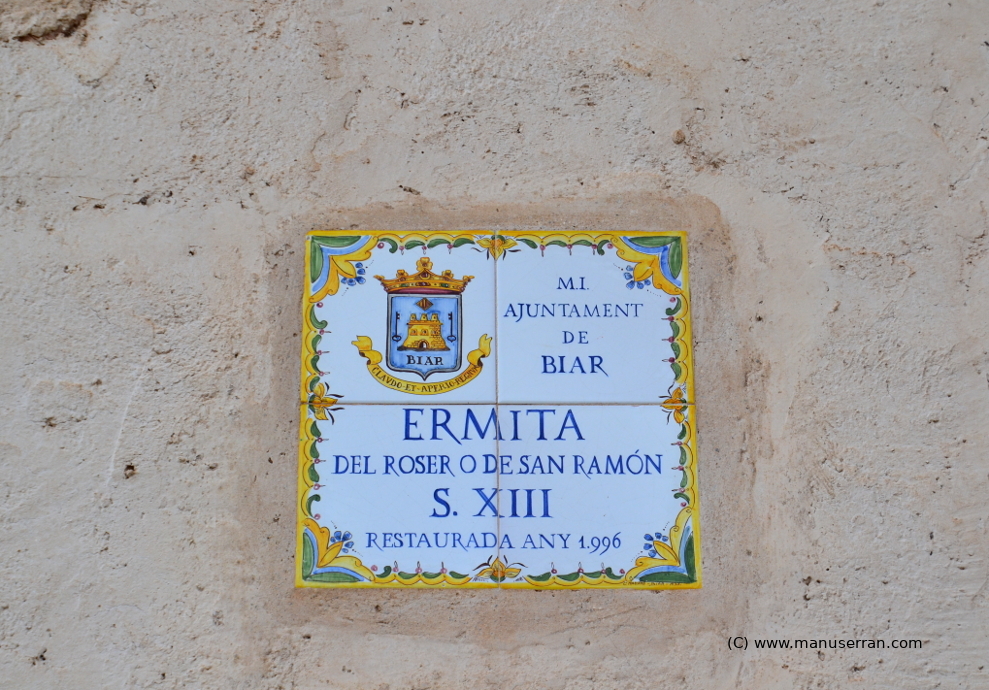 BIAR
CLAVDO-ET-APERIO-REGNVM
M.I.
AJUNTAMENT
DE
BIAR
ERMITA
DEL ROSER O DE SAN RAMÓN
S. XIII
RESTAURADA ANY 1.996
(C) www.manuserran.com